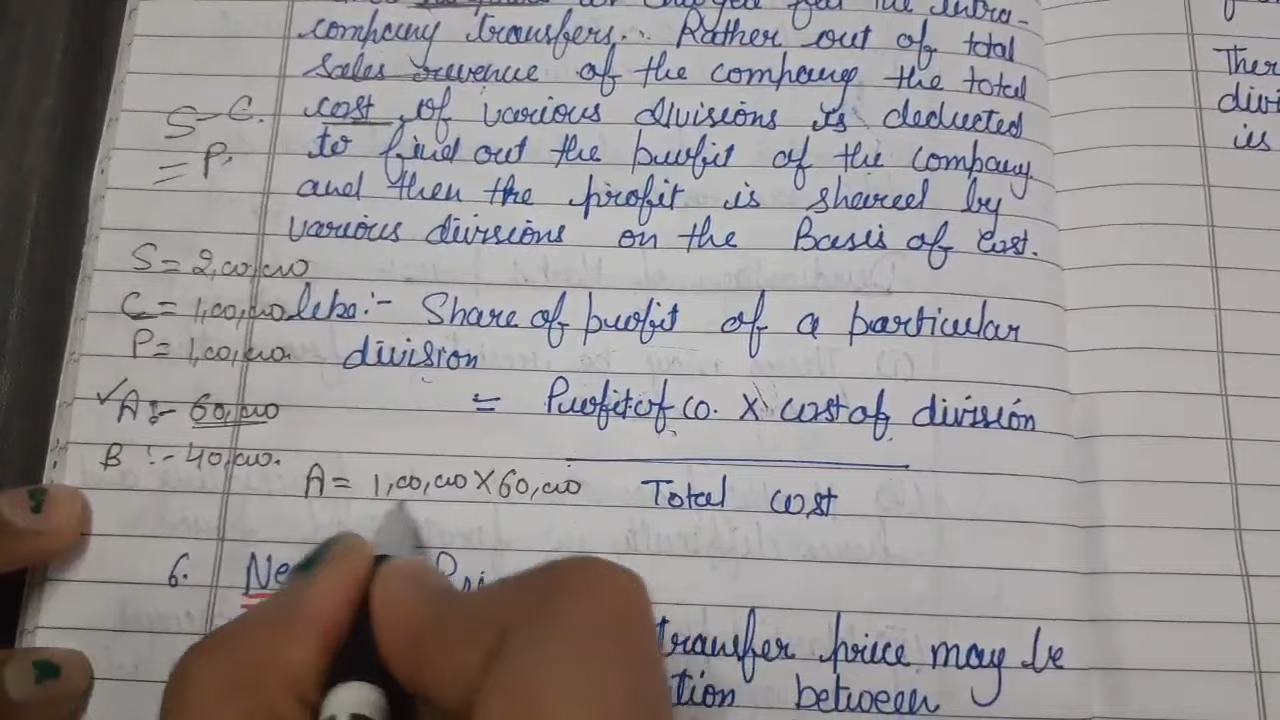 company transfers. Rather out of total
sales revenue of the company the total
cost of various divisions is deducted
to find out the profit of the company
and then the profit is shared by
various divisions on the Basis of Cost.
S - C.
= P.
S = 2,00,000
C = 1,00,000
P = 1,00,000.
A :- 60,000
B :- 40,000.
Share of profit of a particular
division
= Profit of co. X cost of division
Total cost
A = 1,00,000 X 60,000
6.
transfer price may be
tion between
Ther
divi
is